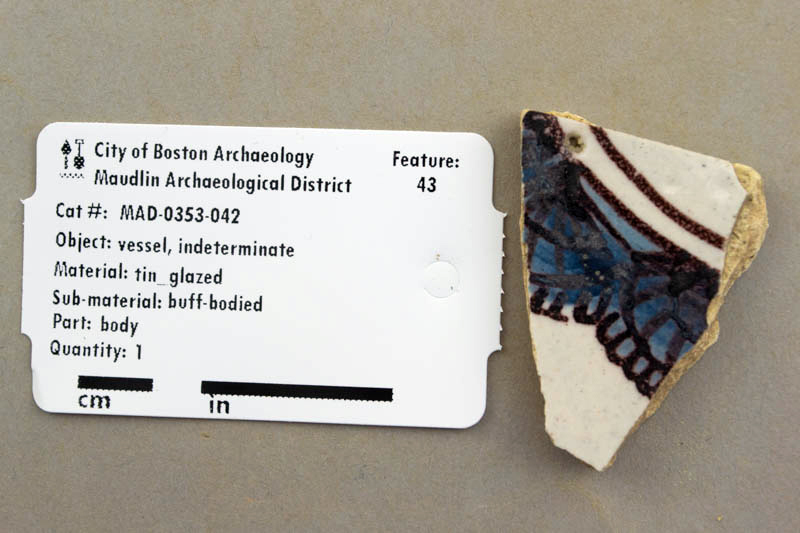 City of Boston Archaeology
Maudlin Archaeological District
Feature:
43
Cat #: MAD-0353-042
Object: vessel, indeterminate
Material: tin_glazed
Sub-material: buff-bodied
Part: body
Quantity: 1
cm in